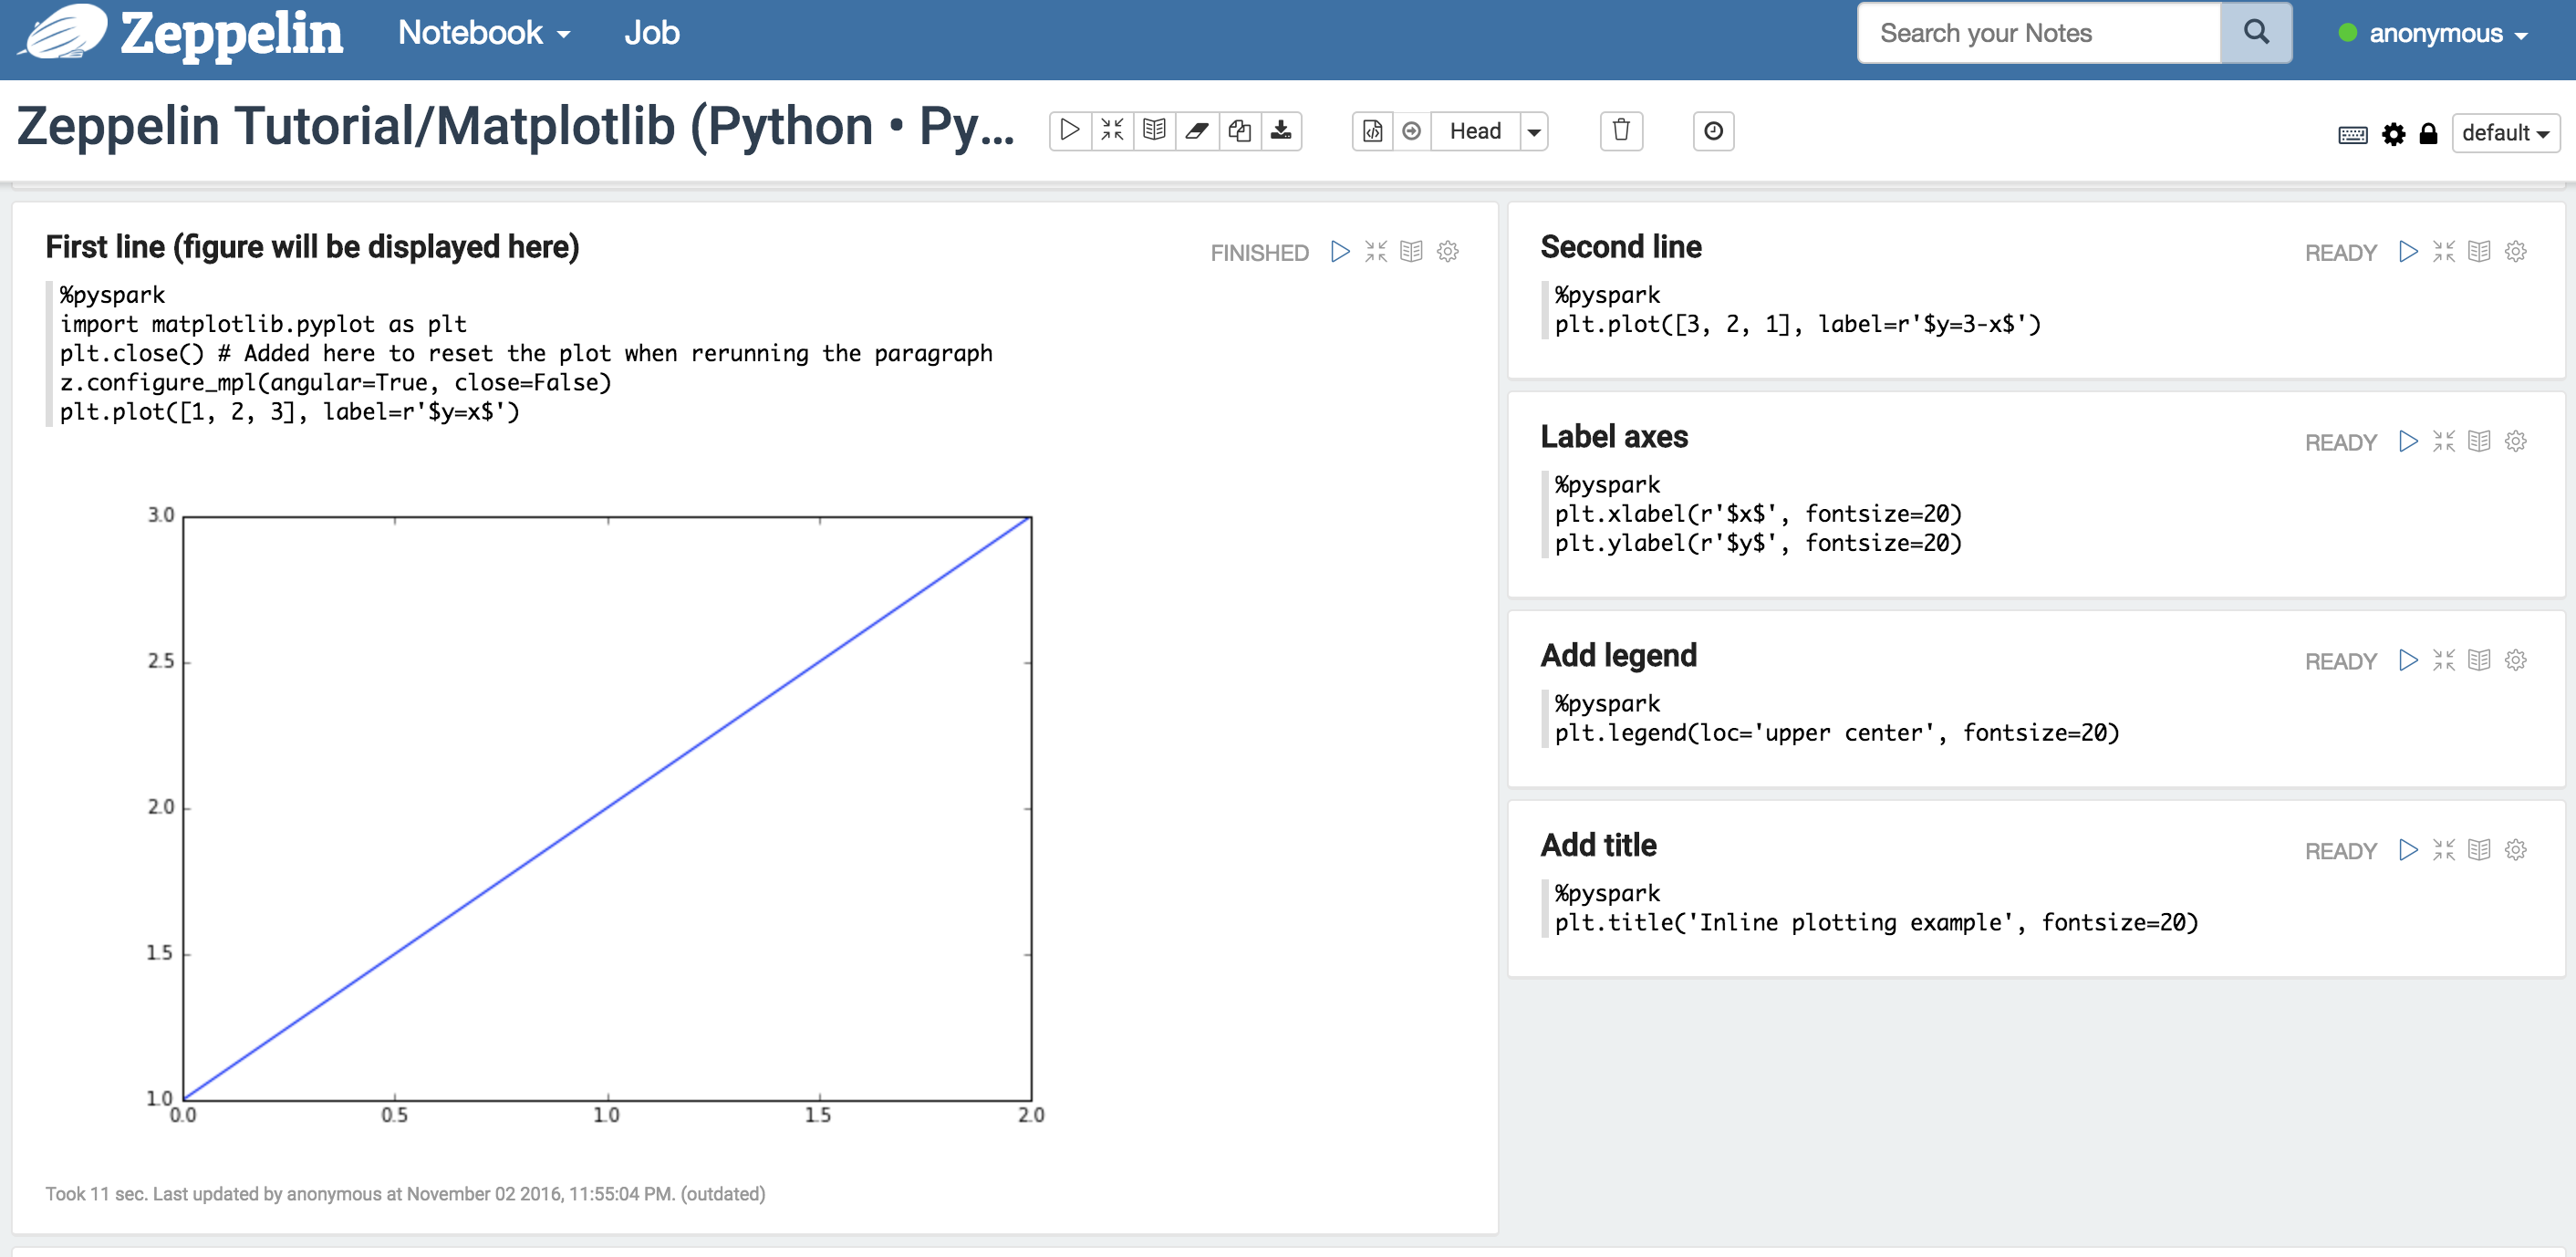 Zeppelin
Notebook
Job
Search your Notes
anonymous
Zeppelin Tutorial/Matplotlib (Python • Py...
Head
default
First line (figure will be displayed here)
FINISHED
%pyspark
import matplotlib.pyplot as plt
plt.close() # Added here to reset the plot when rerunning the paragraph
z.configure_mpl(angular=True, close=False)
plt.plot([1, 2, 3], label=r'$y=x$')
3.0
2.5
2.0
1.5
1.0
0.0
0.5
1.0
1.5
2.0
Took 11 sec. Last updated by anonymous at November 02 2016, 11:55:04 PM. (outdated)
Second line
READY
%pyspark
plt.plot([3, 2, 1], label=r'$y=3-x$')
Label axes
READY
%pyspark
plt.xlabel(r'$x$', fontsize=20)
plt.ylabel(r'$y$', fontsize=20)
Add legend
READY
%pyspark
plt.legend(loc='upper center', fontsize=20)
Add title
READY
%pyspark
plt.title('Inline plotting example', fontsize=20)